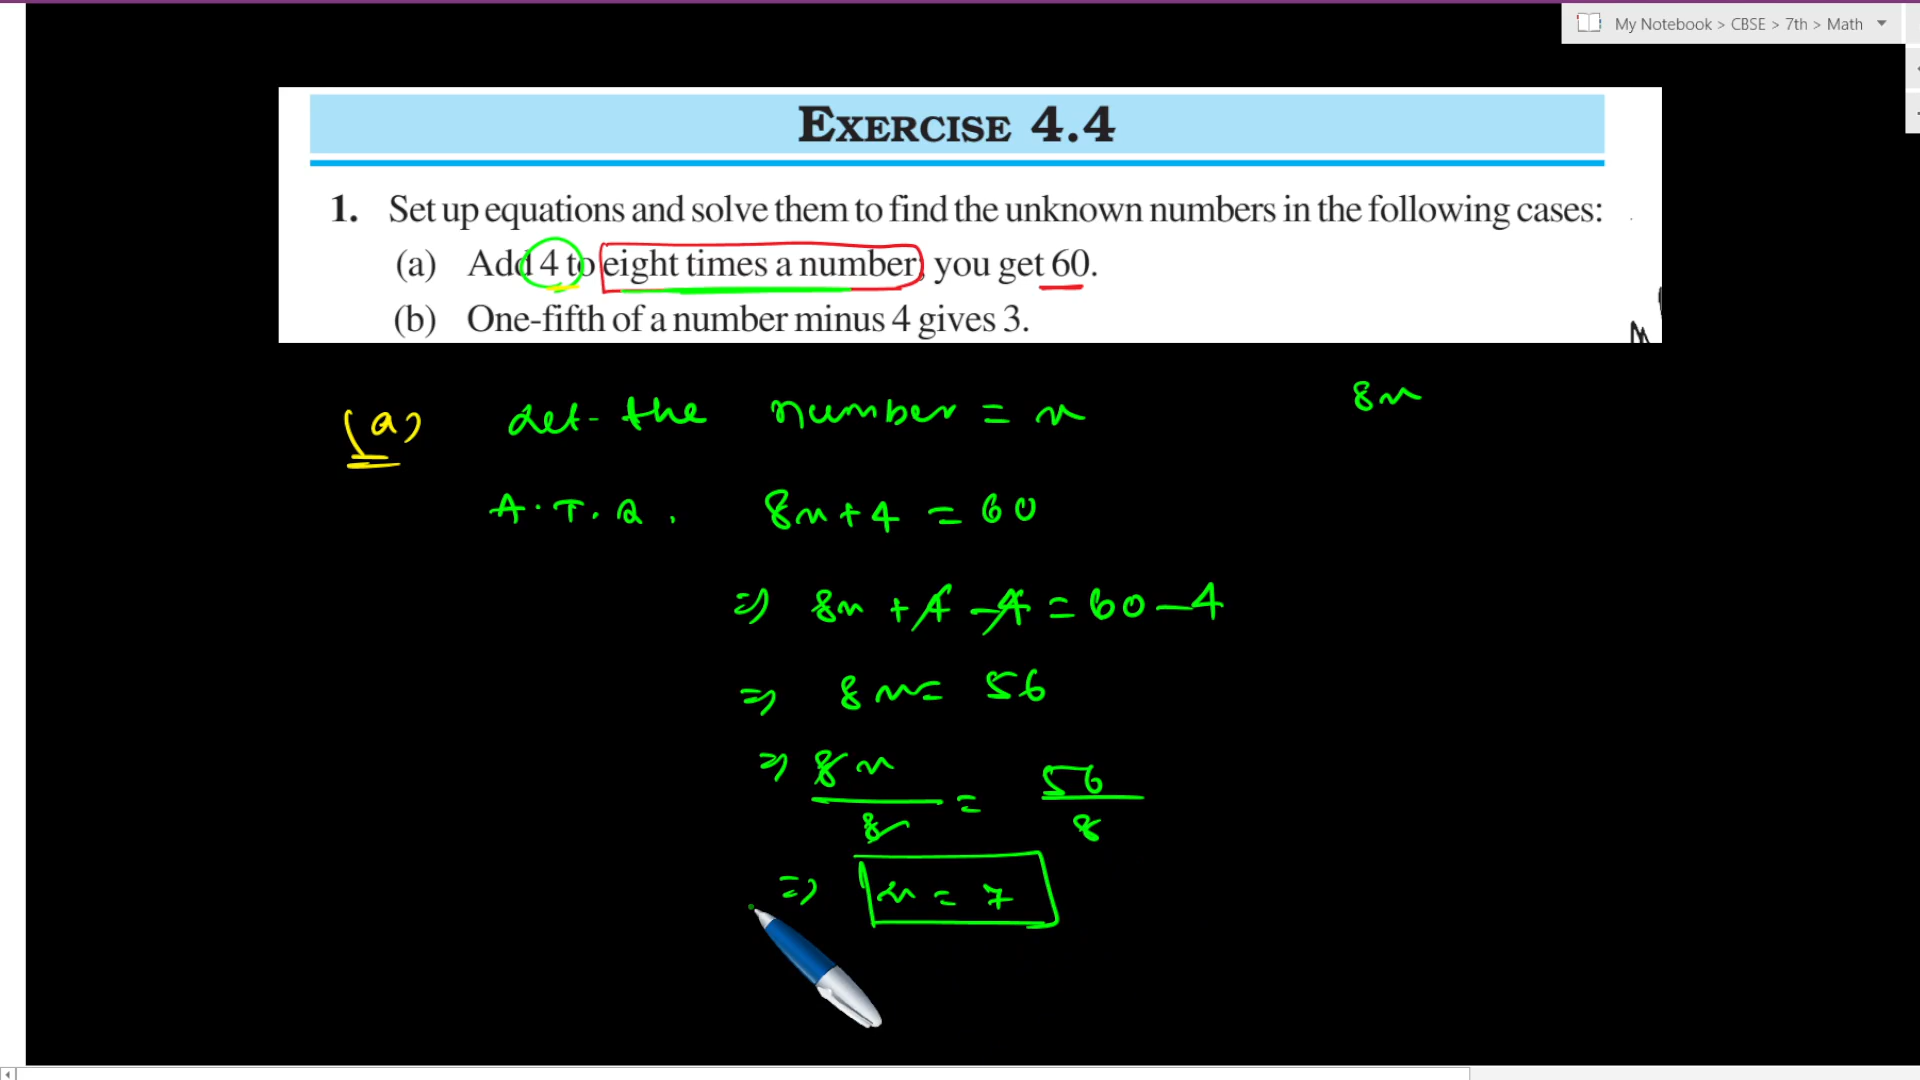 My Notebook > CBSE > 7th > Math
EXERCISE 4.4
1. Set up equations and solve them to find the unknown numbers in the following cases:
(a) Add 4 to eight times a number; you get 60.
(b) One-fifth of a number minus 4 gives 3.
(a) Let the number = x
8x
A.T.Q. 8x + 4 = 60
⇒ 8x + 4 - 4 = 60 - 4
⇒ 8x = 56
⇒ 8x/8 = 56/8
⇒ x = 7